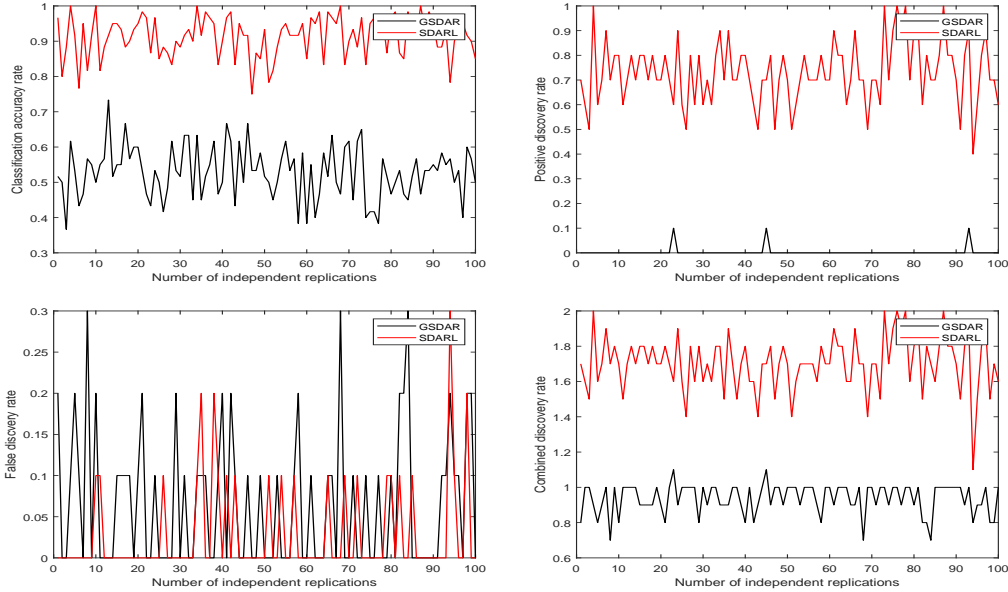 Classification accuracy rate
1
0.9
0.8
0.7
0.6
0.5
0.4
0.3
0 10 20 30 40 50 60 70 80 90 100
Number of independent replications
GSDAR
SDARL
Positive discovery rate
1
0.9
0.8
0.7
0.6
0.5
0.4
0.3
0.2
0.1
0
0 10 20 30 40 50 60 70 80 90 100
Number of independent replications
GSDAR
SDARL
False discvery rate
0.3
0.25
0.2
0.15
0.1
0.05
0
0 10 20 30 40 50 60 70 80 90 100
Number of independent replications
GSDAR
SDARL
Combined discovery rate
2
1.8
1.6
1.4
1.2
1
0.8
0.6
0 10 20 30 40 50 60 70 80 90 100
Number of independent replications
GSDAR
SDARL